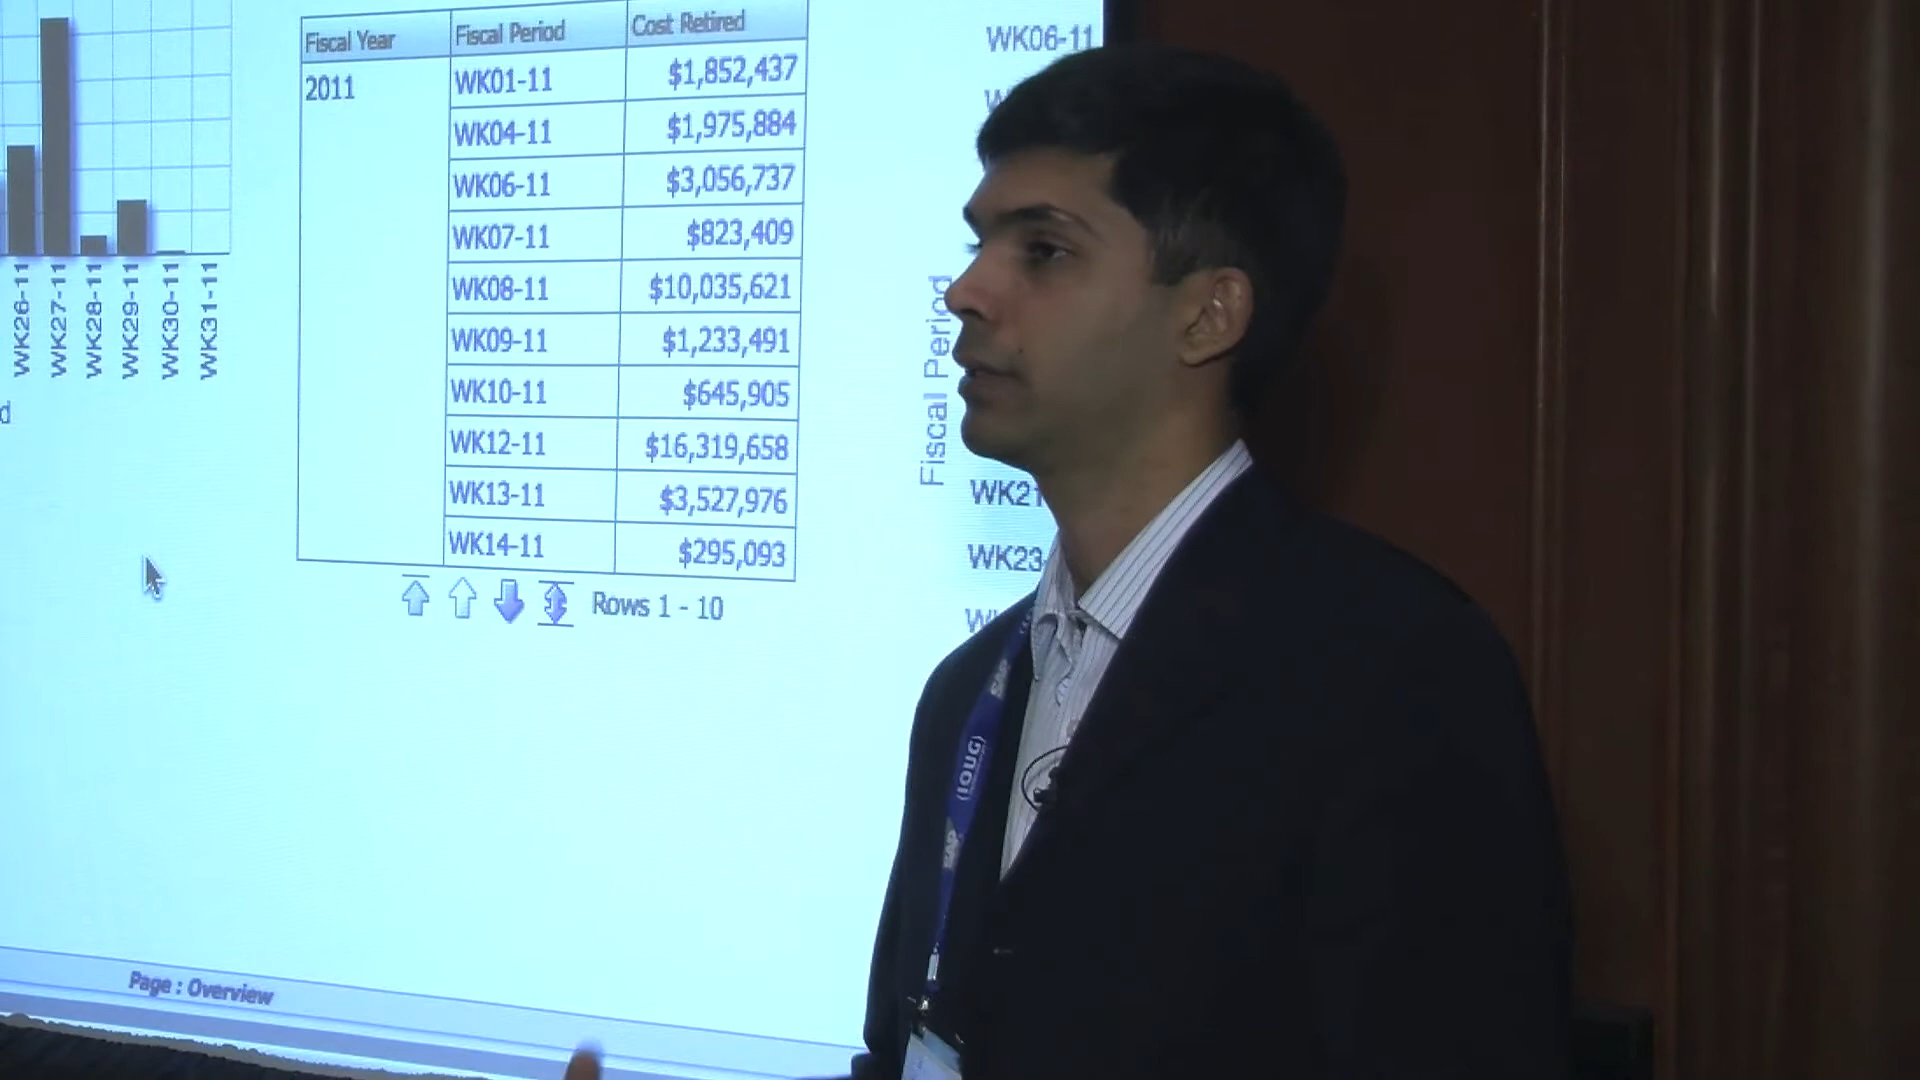 Fiscal Year Fiscal Period Cost Retired
2011 WK01-11 $1,852,437
WK04-11 $1,975,884
WK06-11 $3,056,737
WK07-11 $823,409
WK08-11 $10,035,621
WK09-11 $1,233,491
WK10-11 $645,905
WK12-11 $16,319,658
WK13-11 $3,527,976
WK14-11 $295,093
Rows 1 - 10
WK26-11
WK27-11
WK28-11
WK29-11
WK30-11
WK31-11
d
Fiscal Period
WK06-11
WK21
WK23-
Page : Overview
SAP
(IOUG)
SAP